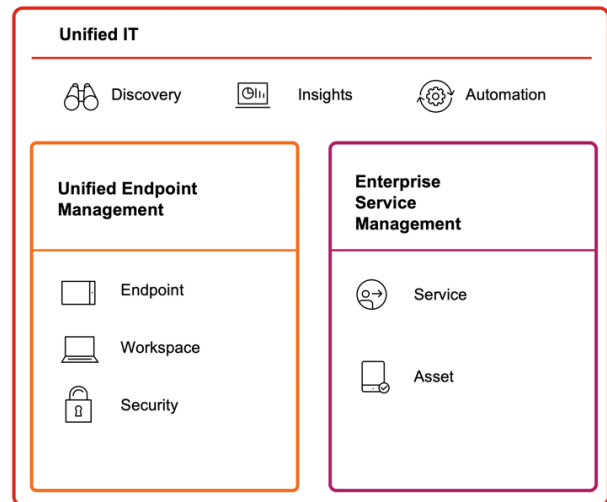 Unified IT
Discovery
Insights
Automation
Unified Endpoint
Management
Endpoint
Workspace
Security
Enterprise
Service
Management
Service
Asset